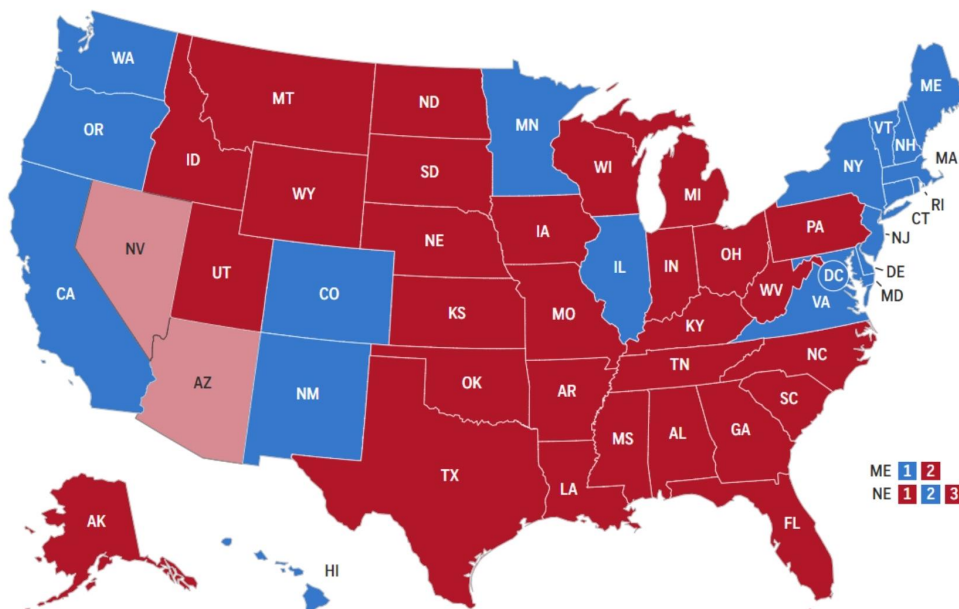 WA
MT
ND
MN
ME
OR
ID
SD
WI
VT
NH
NY
MA
WY
MI
RI
CT
NV
NE
IA
PA
NJ
UT
CO
IL
IN
OH
DC
DE
MD
CA
KS
MO
WV
VA
KY
AZ
NM
OK
AR
TN
NC
SC
TX
MS
AL
GA
LA
ME 1 2
NE 1 2 3
AK
FL
HI